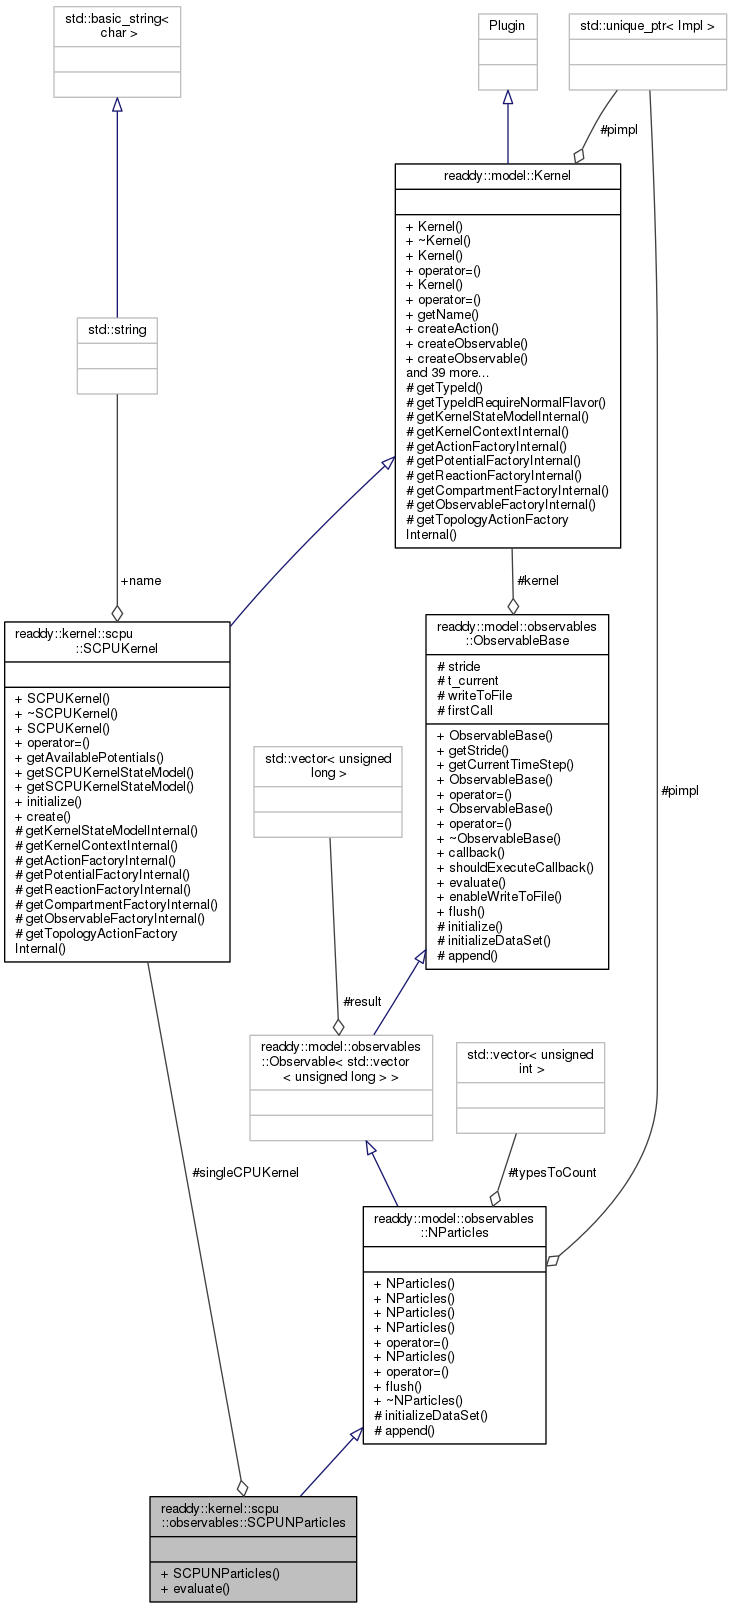 std::basic_string<
char >
Plugin
std::unique_ptr< Impl >
#pimpl
readdy::model::Kernel
+ Kernel()
+ ~Kernel()
+ Kernel()
+ operator=()
+ Kernel()
+ operator=()
+ getName()
+ createAction()
+ createObservable()
+ createObservable()
and 39 more...
# getTypeId()
# getTypeIdRequireNormalFlavor()
# getKernelStateModelInternal()
# getKernelContextInternal()
# getActionFactoryInternal()
# getPotentialFactoryInternal()
# getReactionFactoryInternal()
# getCompartmentFactoryInternal()
# getObservableFactoryInternal()
# getTopologyActionFactory
Internal()
std::string
+name
#kernel
readdy::kernel::scpu
::SCPUKernel
+ SCPUKernel()
+ ~SCPUKernel()
+ SCPUKernel()
+ operator=()
+ getAvailablePotentials()
+ getSCPUKernelStateModel()
+ getSCPUKernelStateModel()
+ initialize()
+ create()
# getKernelStateModelInternal()
# getKernelContextInternal()
# getActionFactoryInternal()
# getPotentialFactoryInternal()
# getReactionFactoryInternal()
# getCompartmentFactoryInternal()
# getObservableFactoryInternal()
# getTopologyActionFactory
Internal()
readdy::model::observables
::ObservableBase
# stride
# t_current
# writeToFile
# firstCall
+ ObservableBase()
+ getStride()
+ getCurrentTimeStep()
+ ObservableBase()
+ operator=()
+ ObservableBase()
+ operator=()
+ ~ObservableBase()
+ callback()
+ shouldExecuteCallback()
+ evaluate()
+ enableWriteToFile()
+ flush()
# initialize()
# initializeDataSet()
# append()
std::vector< unsigned
long >
#pimpl
#result
readdy::model::observables
::Observable< std::vector
< unsigned long > >
std::vector< unsigned
int >
#singleCPUKernel
#typesToCount
readdy::model::observables
::NParticles
+ NParticles()
+ NParticles()
+ NParticles()
+ NParticles()
+ operator=()
+ NParticles()
+ operator=()
+ flush()
+ ~NParticles()
# initializeDataSet()
# append()
readdy::kernel::scpu
::observables::SCPUNParticles
+ SCPUNParticles()
+ evaluate()